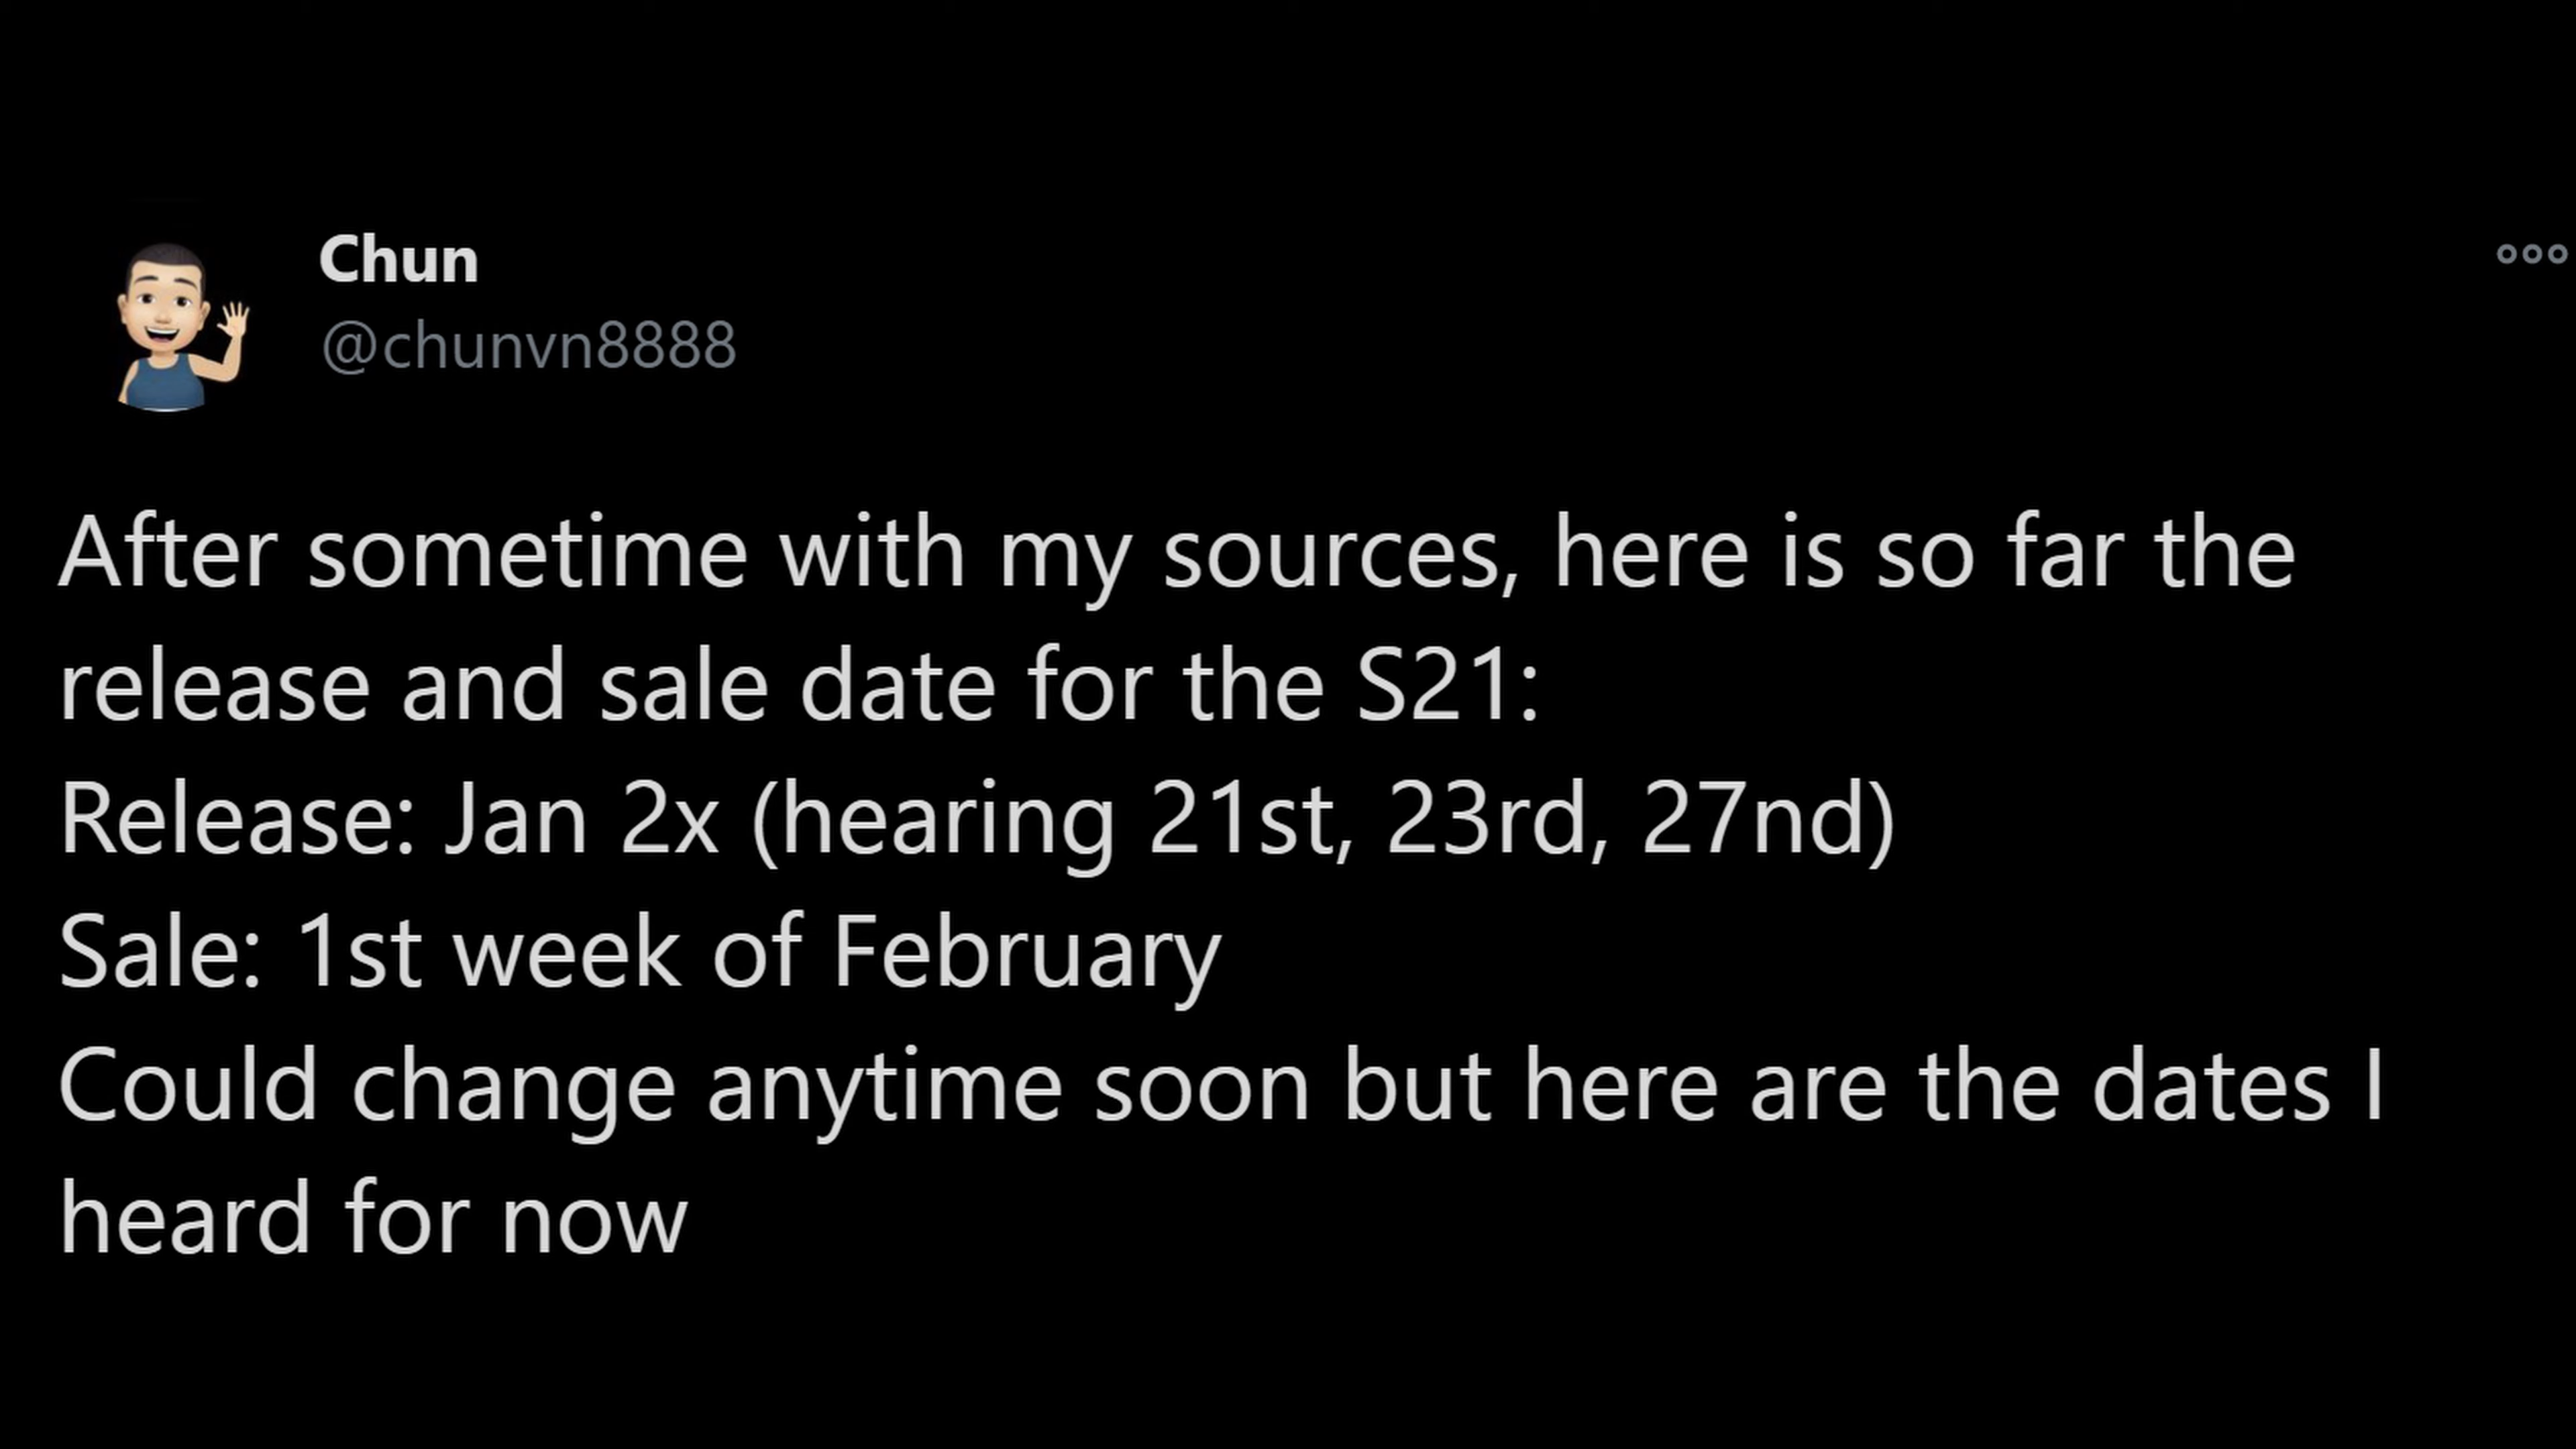 Chun
@chunvn8888
After sometime with my sources, here is so far the
release and sale date for the S21:
Release: Jan 2x (hearing 21st, 23rd, 27nd)
Sale: 1st week of February
Could change anytime soon but here are the dates I
heard for now